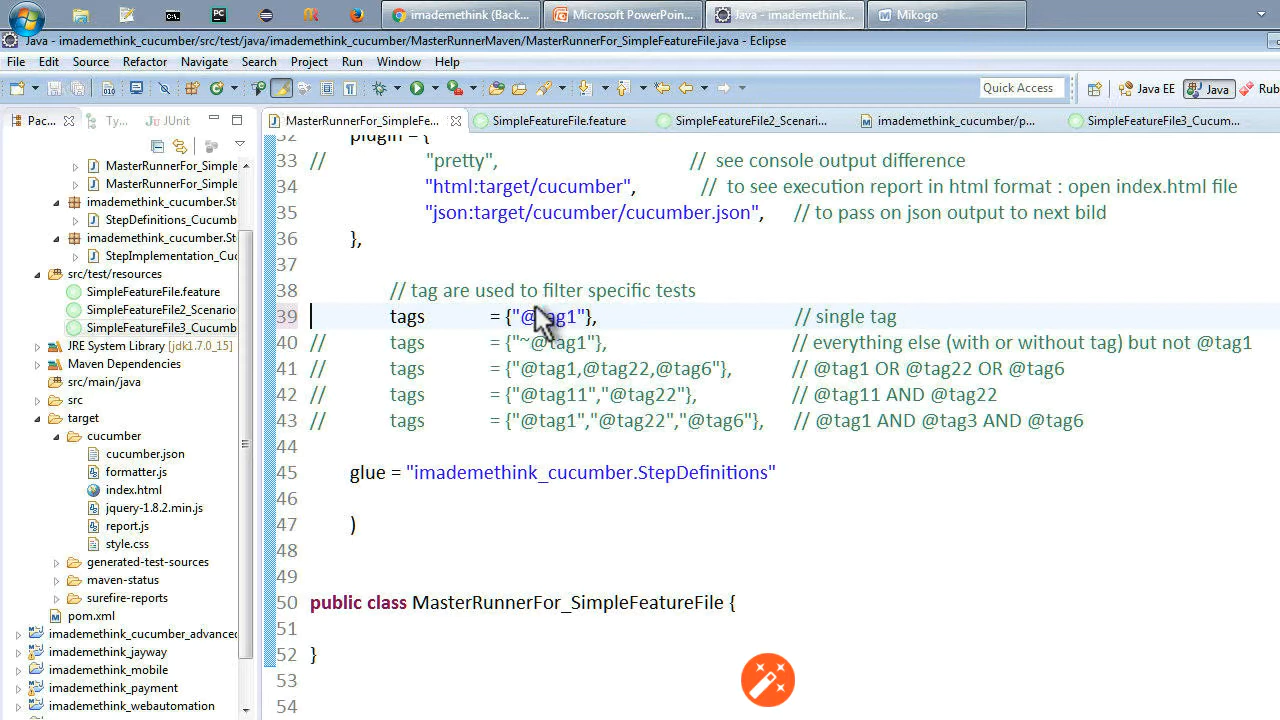 imademethink (Back...
Microsoft PowerPoin...
Java - imademethink...
Mikogo
Java - imademethink_cucumber/src/test/java/imademethink_cucumber/MasterRunnerMaven/MasterRunnerFor_SimpleFeatureFile.java - Eclipse
File Edit Source Refactor Navigate Search Project Run Window Help
Quick Access
Java EE
Java
Rub
Pac...
Ty...
JUnit
MasterRunnerFor_SimpleFe...
SimpleFeatureFile.feature
SimpleFeatureFile2_Scenari...
imademethink_cucumber/p...
SimpleFeatureFile3_Cucum...
MasterRunnerFor_Simple
MasterRunnerFor_Simple
imademethink_cucumber.St
StepDefinitions_Cucumb
imademethink_cucumber.St
StepImplementation_Cuc
src/test/resources
SimpleFeatureFile.feature
SimpleFeatureFile2_Scenario
SimpleFeatureFile3_Cucumb
JRE System Library [jdk1.7.0_15]
Maven Dependencies
src/main/java
src
target
cucumber
cucumber.json
formatter.js
index.html
jquery-1.8.2.min.js
report.js
style.css
generated-test-sources
maven-status
surefire-reports
pom.xml
imademethink_cucumber_advanced
imademethink_jayway
imademethink_mobile
imademethink_payment
imademethink_webautomation
32 plugin = {
33 // "pretty", // see console output difference
34 "html:target/cucumber", // to see execution report in html format : open index.html file
35 "json:target/cucumber/cucumber.json", // to pass on json output to next bild
36 },
37
38 // tag are used to filter specific tests
39 tags = {"@tag1"}, // single tag
40 // tags = {"~@tag1"}, // everything else (with or without tag) but not @tag1
41 // tags = {"@tag1,@tag22,@tag6"}, // @tag1 OR @tag22 OR @tag6
42 // tags = {"@tag11","@tag22"}, // @tag11 AND @tag22
43 // tags = {"@tag1","@tag22","@tag6"}, // @tag1 AND @tag3 AND @tag6
44
45 glue = "imademethink_cucumber.StepDefinitions"
46
47 )
48
49
50 public class MasterRunnerFor_SimpleFeatureFile {
51
52 }
53
54